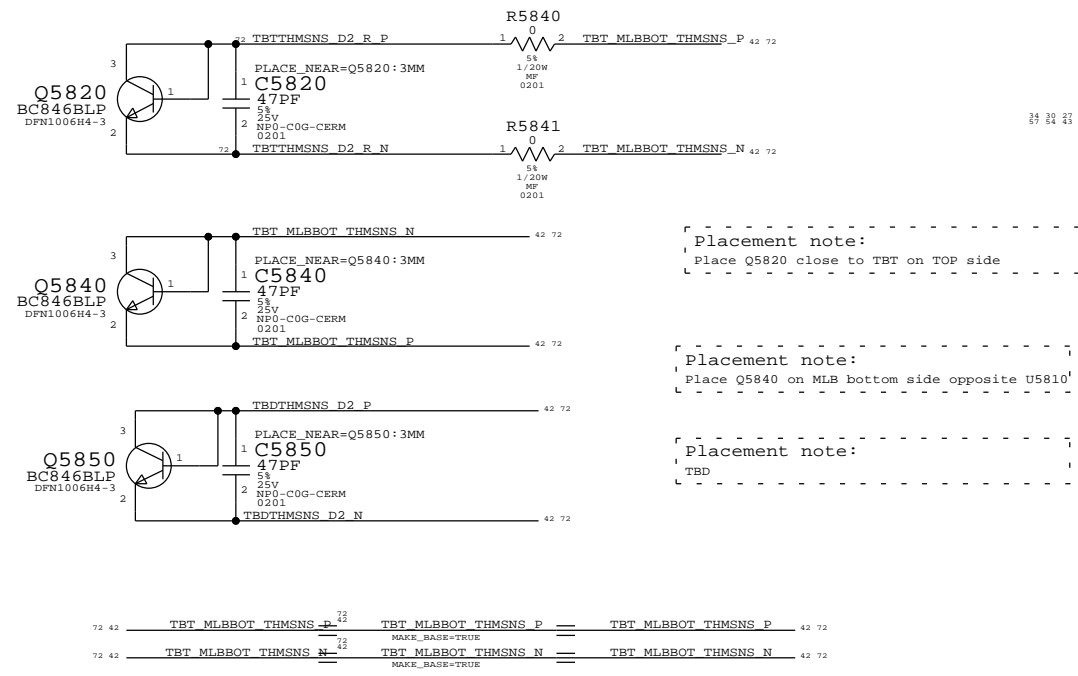 R5840
0
72 TBTTHMSNS_D2_R_P 1 2 TBT_MLBBOT_THMSNS_P 42 72
5%
1/20W
MF
0201
3
PLACE_NEAR=Q5820:3MM
1 C5820
Q5820 1 47PF
BC846BLP 5%
25V
DFN1006H4-3 2 NP0-C0G-CERM
2 0201
34 30 27
57 54 43
R5841
0
72 TBTTHMSNS_D2_R_N 1 2 TBT_MLBBOT_THMSNS_N 42 72
5%
1/20W
MF
0201
TBT_MLBBOT_THMSNS_N 42 72
3
PLACE_NEAR=Q5840:3MM
1 C5840
Q5840 1 47PF
BC846BLP 5%
25V
DFN1006H4-3 2 NP0-C0G-CERM
2 0201
TBT_MLBBOT_THMSNS_P 42 72
Placement note:
Place Q5820 close to TBT on TOP side
Placement note:
Place Q5840 on MLB bottom side opposite U5810
TBDTHMSNS_D2_P 42 72
3
PLACE_NEAR=Q5850:3MM
1 C5850
Q5850 1 47PF
BC846BLP 5%
25V
DFN1006H4-3 2 NP0-C0G-CERM
2 0201
TBDTHMSNS_D2_N 42 72
Placement note:
TBD
72 42 TBT_MLBBOT_THMSNS_P 72 42 TBT_MLBBOT_THMSNS_P TBT_MLBBOT_THMSNS_P 42 72
MAKE_BASE=TRUE
72 42 TBT_MLBBOT_THMSNS_N 72 42 TBT_MLBBOT_THMSNS_N TBT_MLBBOT_THMSNS_N 42 72
MAKE_BASE=TRUE